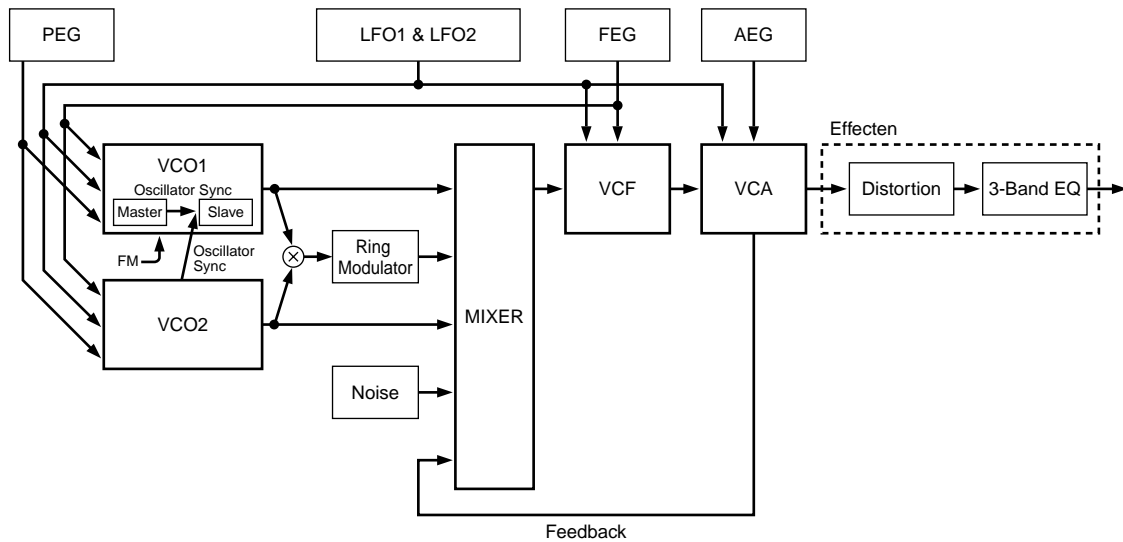 PEG
LFO1 & LFO2
FEG
AEG
Effecten
VCO1
Oscillator Sync
Master
Slave
VCF
VCA
Distortion
3-Band EQ
FM
Oscillator
Sync
Ring
Modulator
VCO2
MIXER
Noise
Feedback